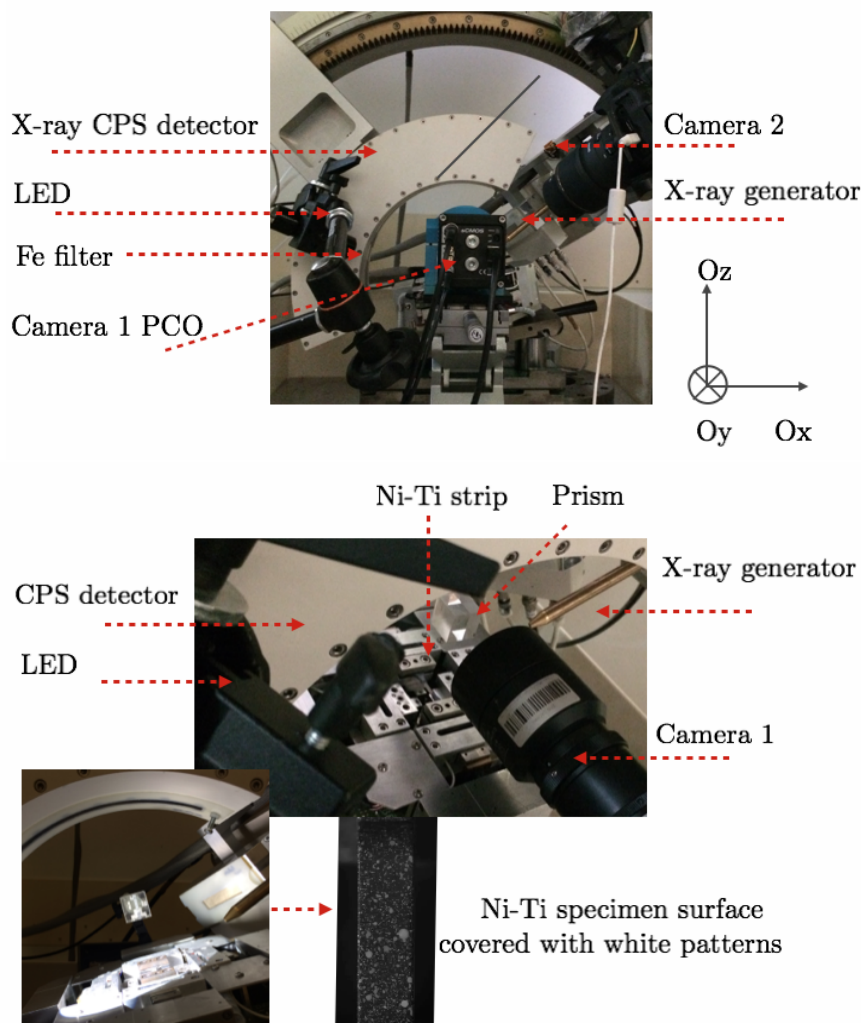 X-ray CPS detector
Camera 2
LED
X-ray generator
Fe filter
Camera 1 PCO
Oz
Oy
Ox
Ni-Ti strip
Prism
X-ray generator
CPS detector
LED
Camera 1
Ni-Ti specimen surface
covered with white patterns